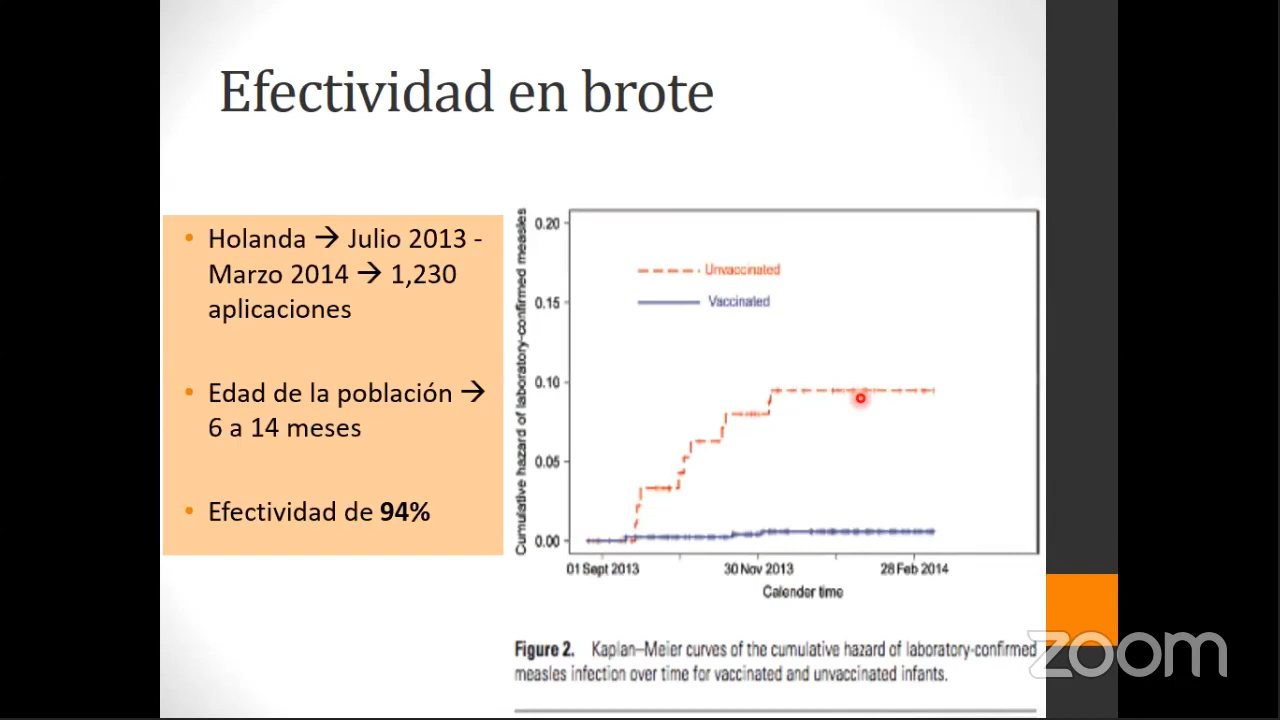 Efectividad en brote
• Holanda → Julio 2013 -
Marzo 2014 → 1,230
aplicaciones
• Edad de la población →
6 a 14 meses
• Efectividad de 94%
Cumulative hazard of laboratory-confirmed measles
0.20
0.15
0.10
0.05
0.00
Unvaccinated
Vaccinated
01 Sept 2013
30 Nov 2013
28 Feb 2014
Calender time
Figure 2. Kaplan–Meier curves of the cumulative hazard of laboratory-confirmed
measles infection over time for vaccinated and unvaccinated infants.
zoom